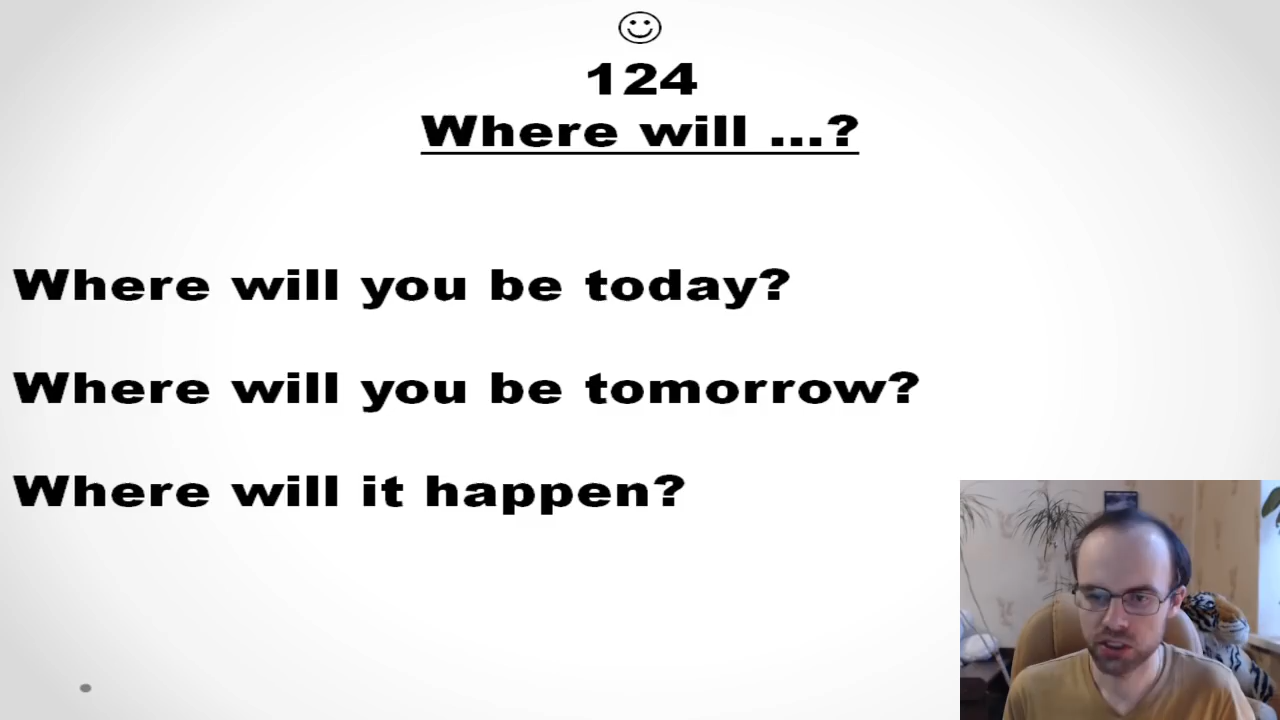 124
Where will ...?
Where will you be today?
Where will you be tomorrow?
Where will it happen?